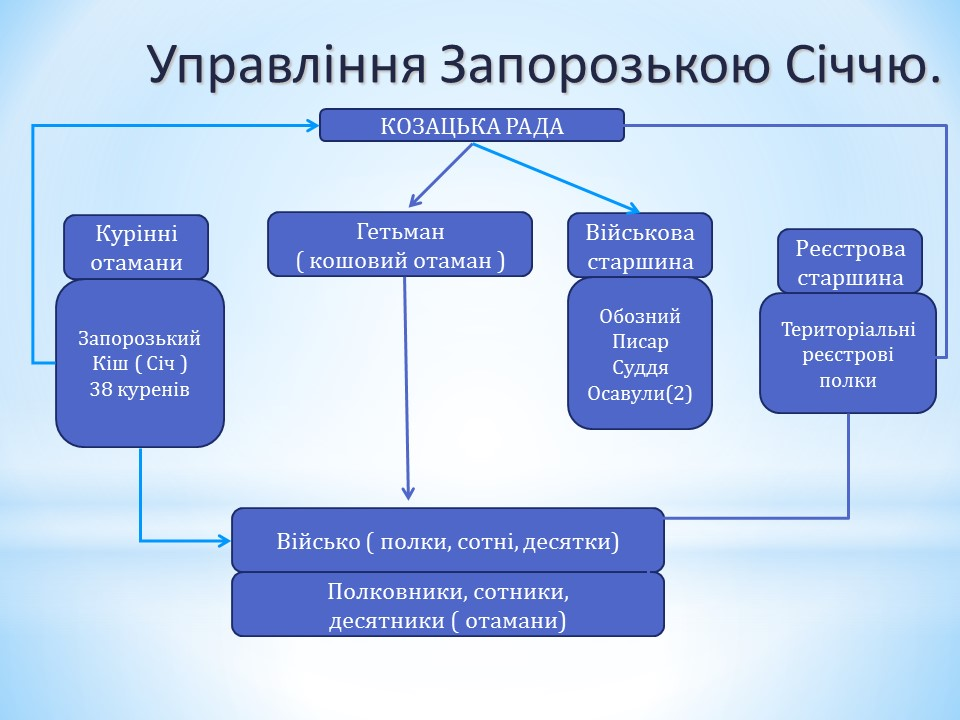 Управління Запорозькою Січчю.
КОЗАЦЬКА РАДА
Курінні
отамани
Запорозький
Кіш ( Січ )
38 куренів
Гетьман
( кошовий отаман )
Військова
старшина
Обозний
Писар
Суддя
Осавули(2)
Реєстрова
старшина
Територіальні
реєстрові
полки
Військо ( полки, сотні, десятки)
Полковники, сотники,
десятники ( отамани)